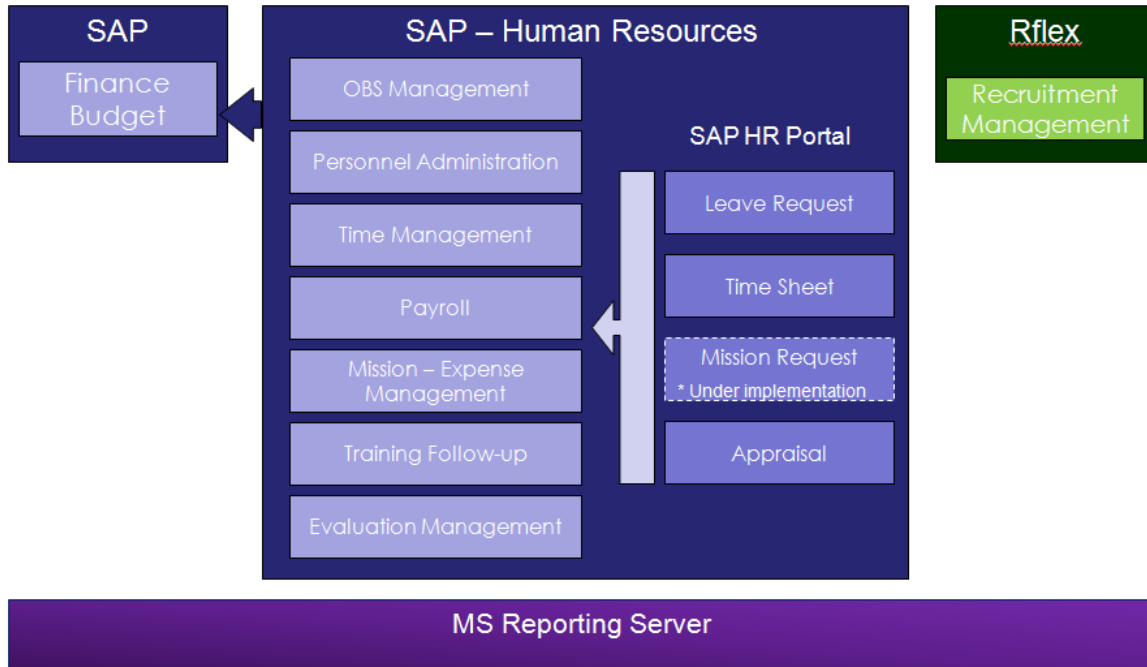 SAP
Finance
Budget
SAP – Human Resources
OBS Management
Personnel Administration
Time Management
Payroll
Mission – Expense
Management
Training Follow-up
Evaluation Management
SAP HR Portal
Leave Request
Time Sheet
Mission Request
* Under implementation
Appraisal
Rflex
Recruitment
Management
MS Reporting Server